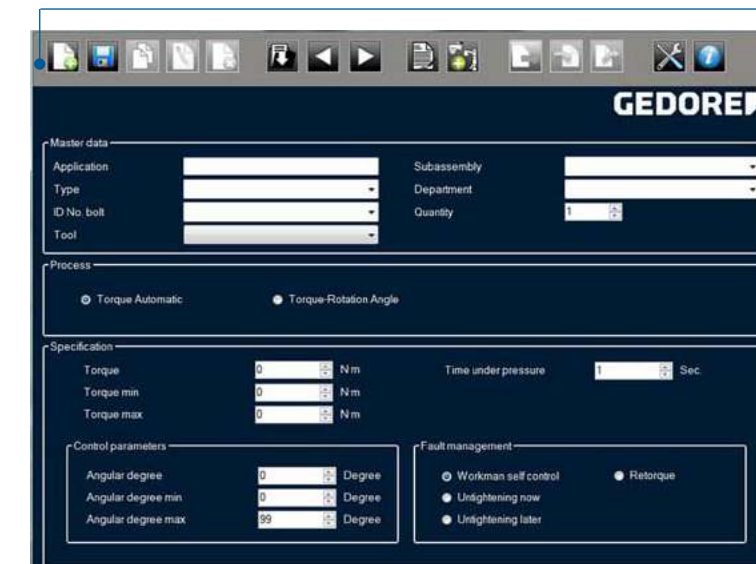 GEDORE
Master data
Application
Subassembly
Type
Department
ID No. bolt
Quantity 1
Tool
Process
Torque Automatic Torque-Rotation Angle
Specification
Torque 0 Nm Time under pressure 1 Sec.
Torque min 0 Nm
Torque max 0 Nm
Control parameters Fault management
Angular degree 0 Degree Workman self control Retorque
Angular degree min 0 Degree Untightening now
Angular degree max 99 Degree Untightening later